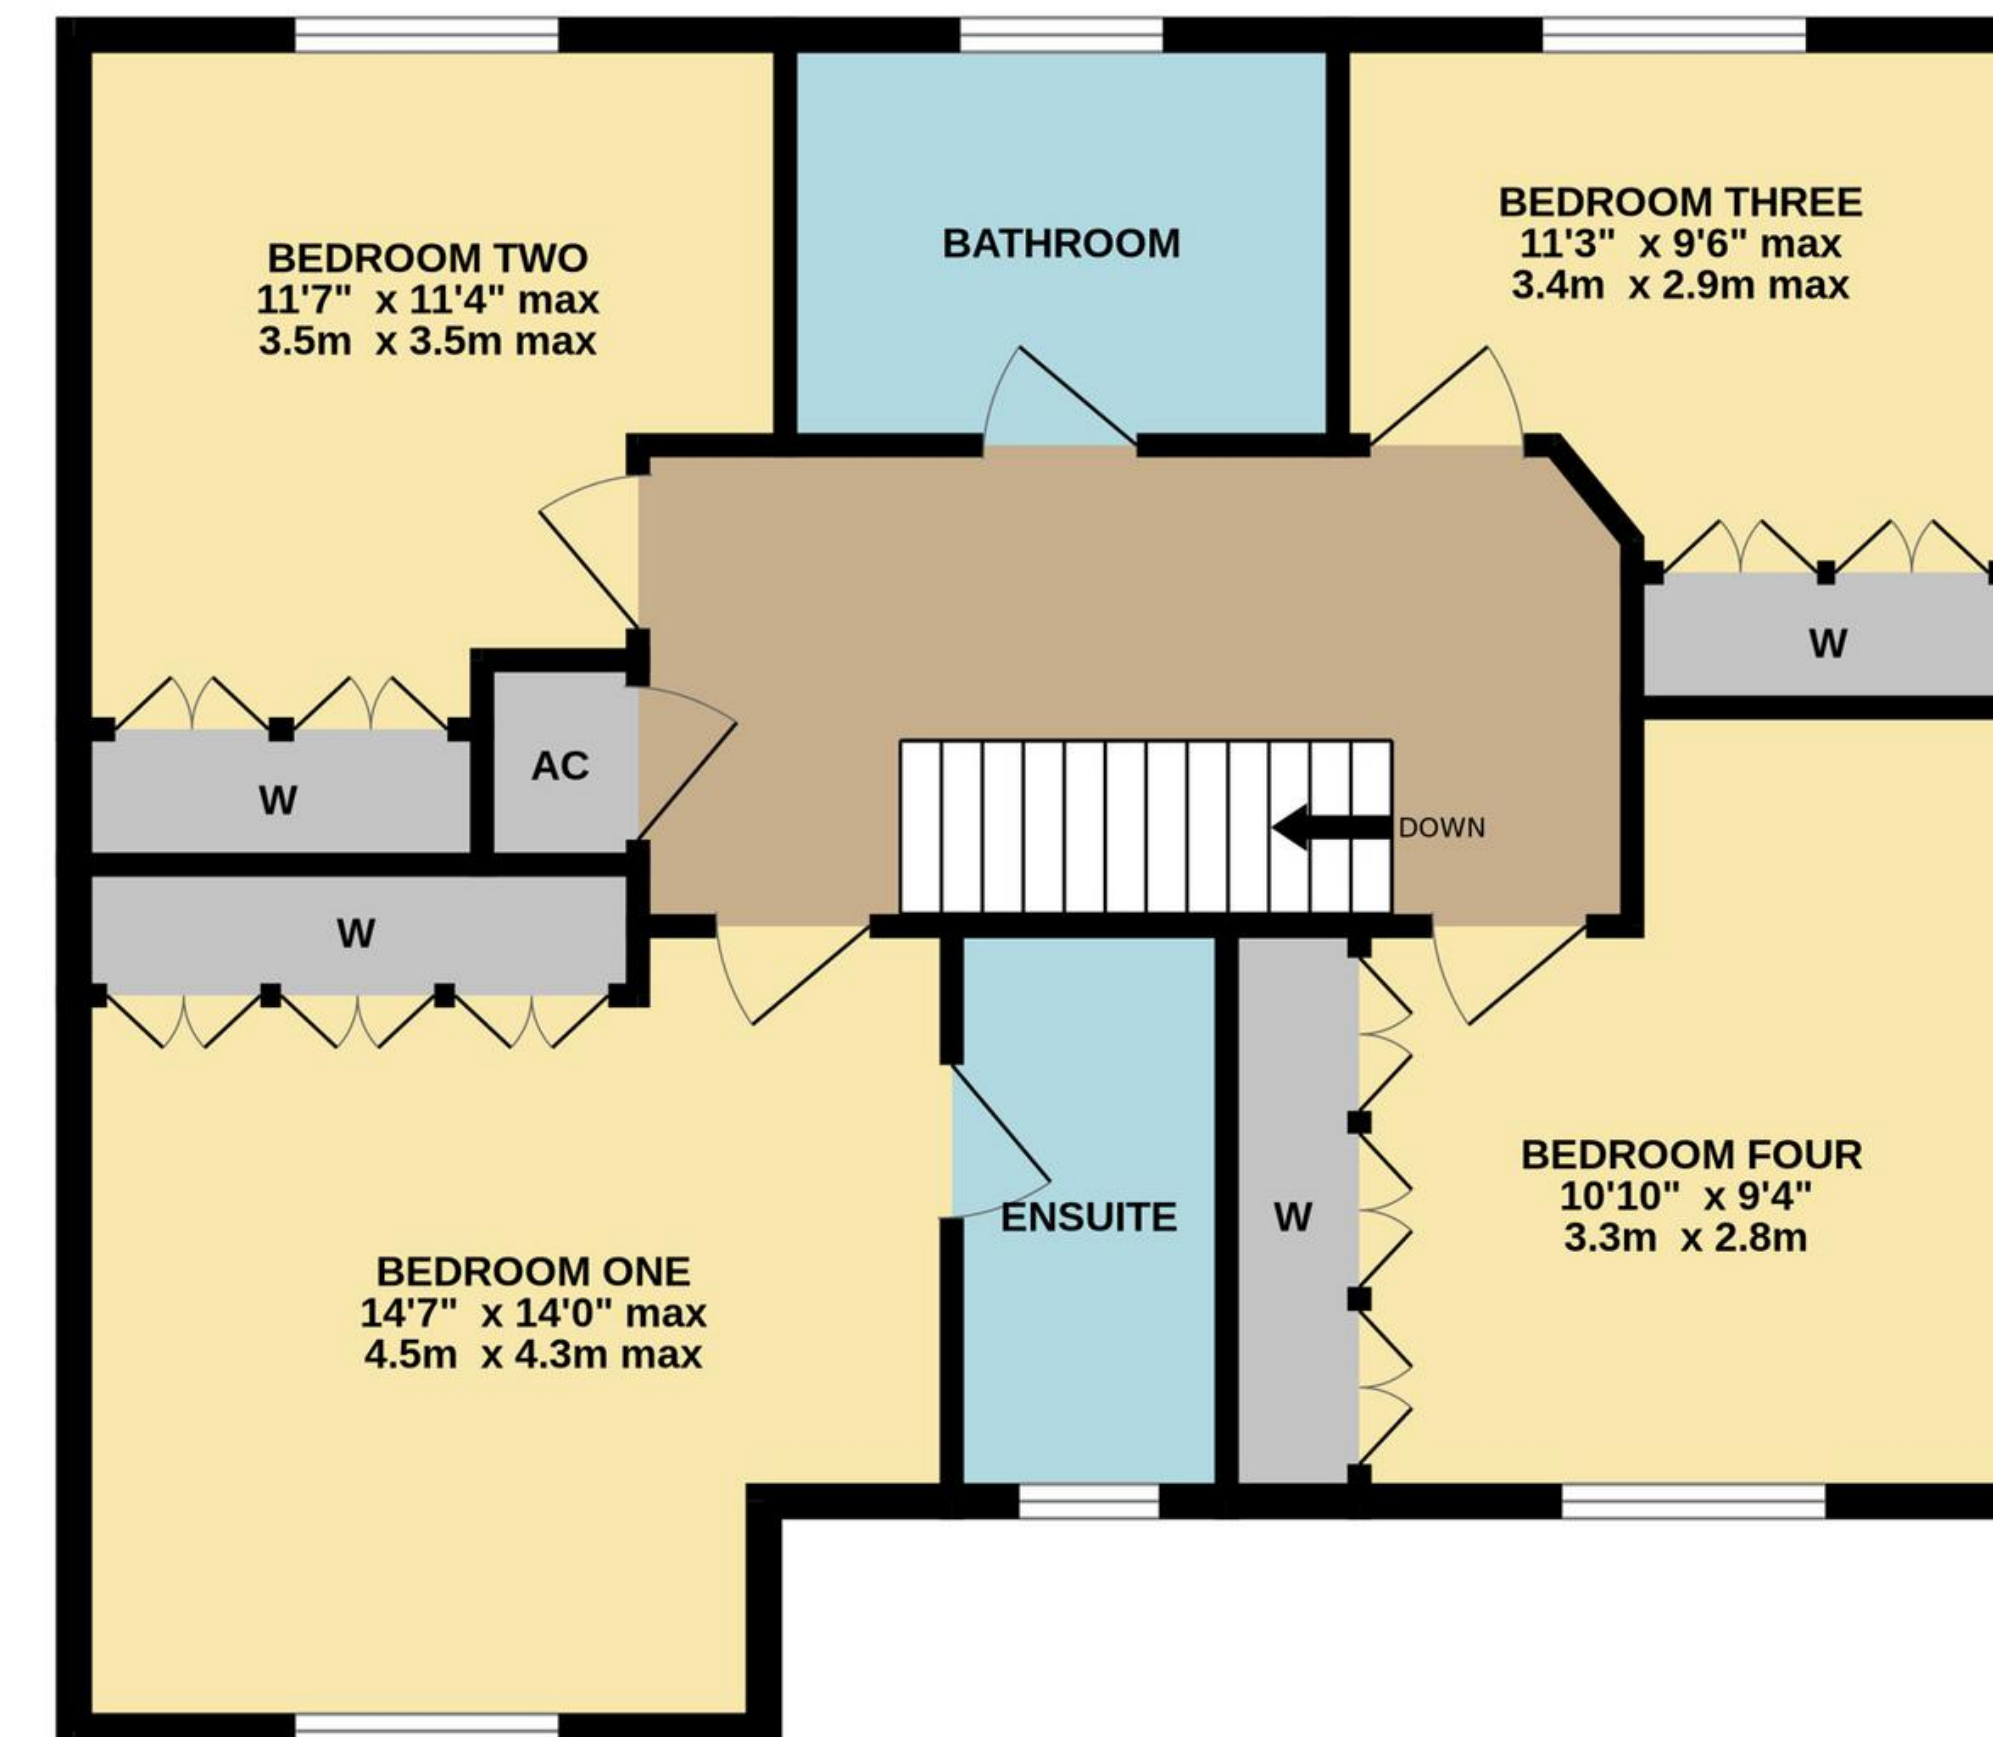 BEDROOM TWO
11'7" x 11'4" max
3.5m x 3.5m max
BATHROOM
BEDROOM THREE
11'3" x 9'6" max
3.4m x 2.9m max
W
AC
W
DOWN
W
BEDROOM ONE
14'7" x 14'0" max
4.5m x 4.3m max
ENSUITE
W
BEDROOM FOUR
10'10" x 9'4"
3.3m x 2.8m